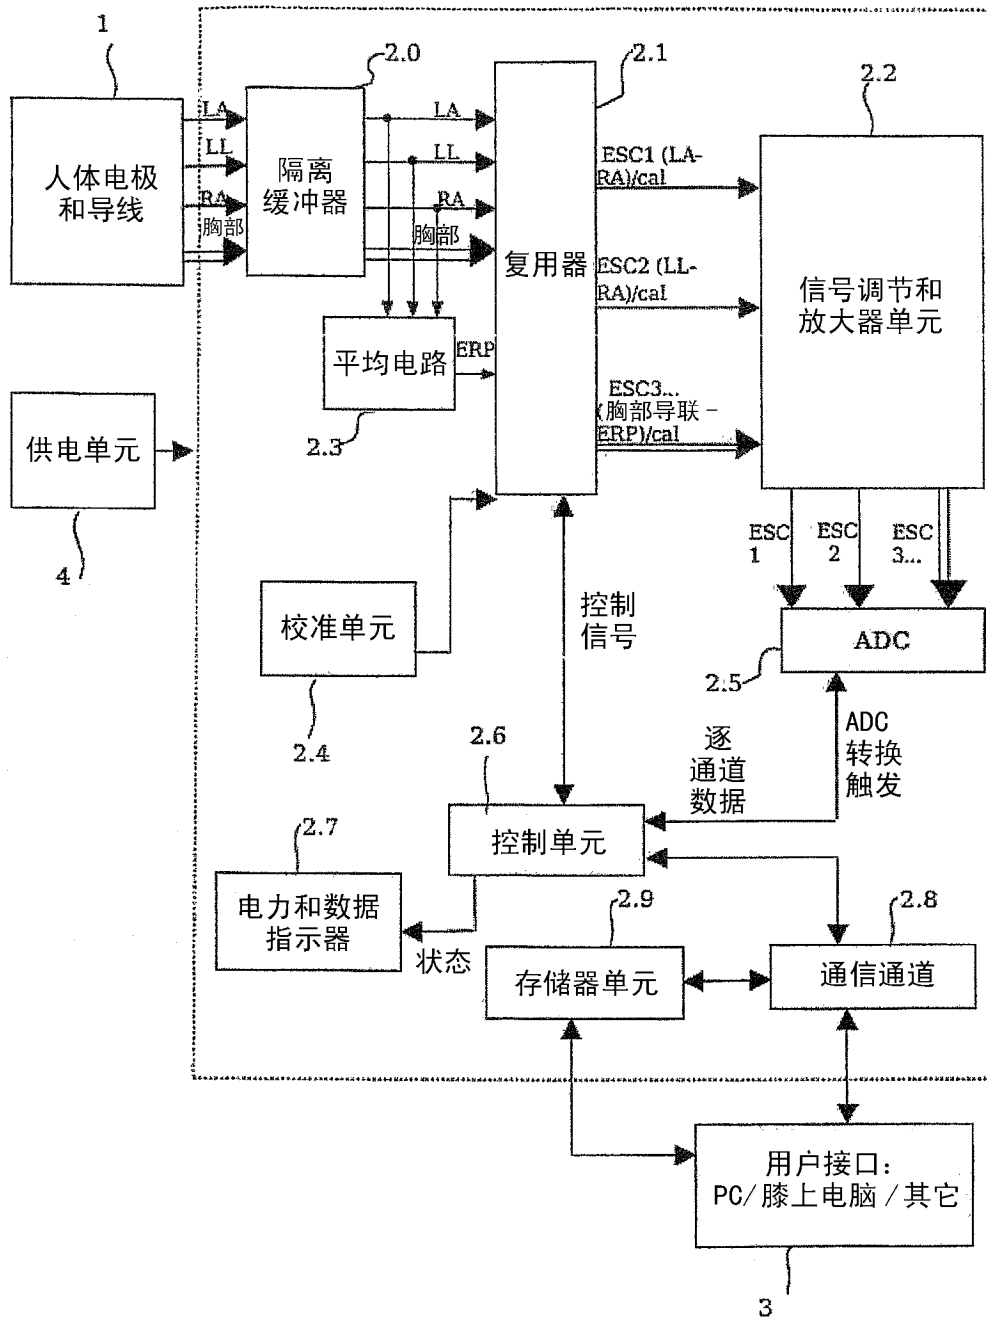 1
2.0
2.1
2.2
人体电极
和导线
LA
LL
RA
胸部
隔离
缓冲器
LA
LL
RA
胸部
复用器
ESC1 (LA-
RA)/cal
ESC2 (LL-
RA)/cal
ESC3...
(胸部导联-
ERP)/cal
信号调节和
放大器单元
平均电路
ERP
2.3
供电单元
4
ESC
1
ESC
2
ESC
3...
ADC
2.5
校准单元
2.4
控制
信号
逐
通道
数据
ADC
转换
触发
2.6
控制单元
2.7
电力和数据
指示器
状态
2.9
存储器单元
2.8
通信通道
用户接口:
PC/膝上电脑/其它
3